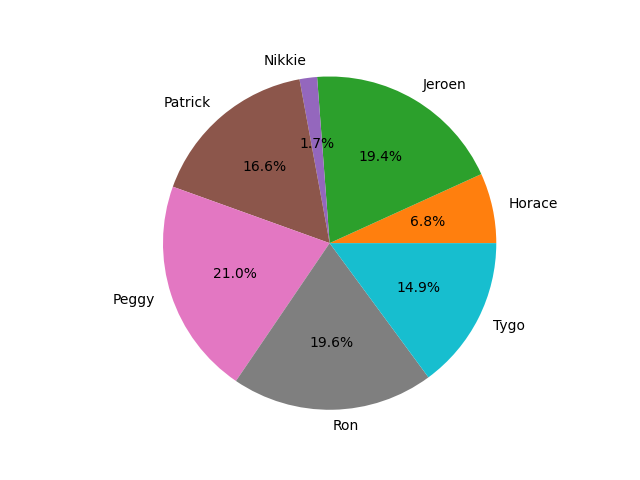 Nikkie
Jeroen
Patrick
1.7%
19.4%
16.6%
Horace
6.8%
21.0%
14.9%
Peggy
Tygo
19.6%
Ron